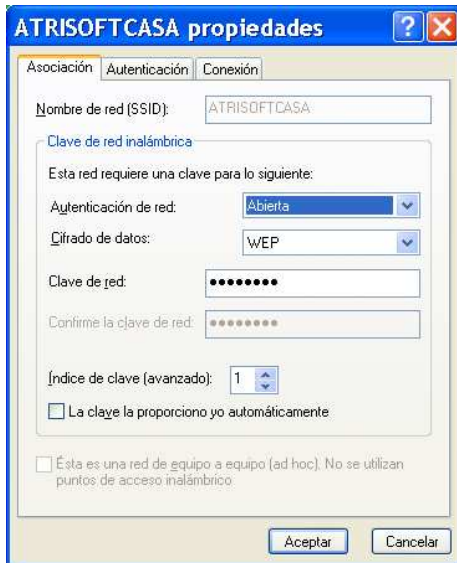 ATRISOFTCASA propiedades
Asociación Autenticación Conexión
Nombre de red (SSID): ATRISOFTCASA
Clave de red inalámbrica
Esta red requiere una clave para lo siguiente:
Autenticación de red: Abierta
Cifrado de datos: WEP
Clave de red: ••••••••
Confirme la clave de red: ••••••••
Índice de clave (avanzado): 1
La clave la proporciono yo automáticamente
Ésta es una red de equipo a equipo (ad hoc). No se utilizan
puntos de acceso inalámbrico
Aceptar Cancelar